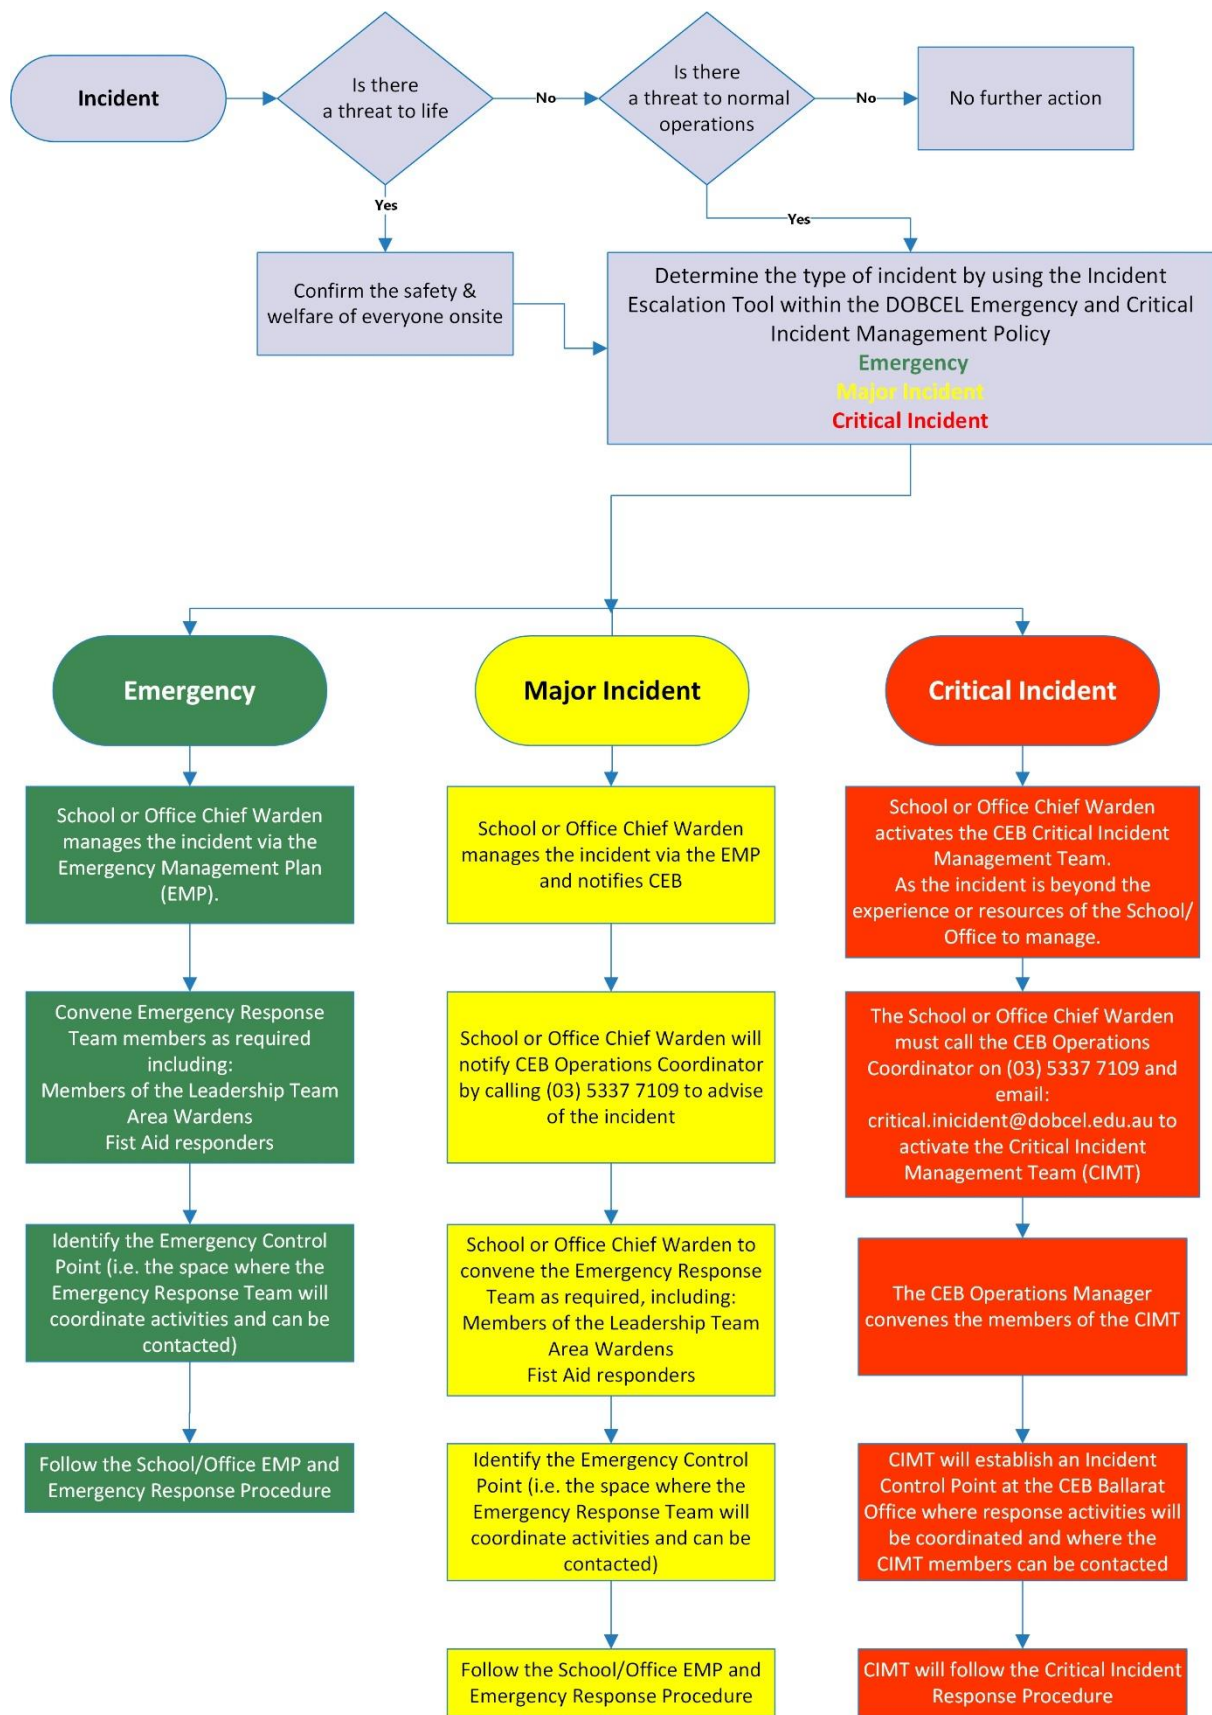 Incident
Is there
a threat to life
No
Is there
a threat to normal
operations
No
No further action
Yes
Yes
Confirm the safety &
welfare of everyone onsite
Determine the type of incident by using the Incident
Escalation Tool within the DOBCEL Emergency and Critical
Incident Management Policy
Emergency
Major Incident
Critical Incident
Emergency
School or Office Chief Warden
manages the incident via the
Emergency Management Plan
(EMP).
Convene Emergency Response
Team members as required
including:
Members of the Leadership Team
Area Wardens
Fist Aid responders
Identify the Emergency Control
Point (i.e. the space where the
Emergency Response Team will
coordinate activities and can be
contacted)
Follow the School/Office EMP and
Emergency Response Procedure
Major Incident
School or Office Chief Warden
manages the incident via the EMP
and notifies CEB
School or Office Chief Warden will
notify CEB Operations Coordinator
by calling (03) 5337 7109 to advise
of the incident
School or Office Chief Warden to
convene the Emergency Response
Team as required, including:
Members of the Leadership Team
Area Wardens
Fist Aid responders
Identify the Emergency Control
Point (i.e. the space where the
Emergency Response Team will
coordinate activities and can be
contacted)
Follow the School/Office EMP and
Emergency Response Procedure
Critical Incident
School or Office Chief Warden
activates the CEB Critical Incident
Management Team.
As the incident is beyond the
experience or resources of the School/
Office to manage.
The School or Office Chief Warden
must call the CEB Operations
Coordinator on (03) 5337 7109 and
email:
critical.inicident@dobcel.edu.au to
activate the Critical Incident
Management Team (CIMT)
The CEB Operations Manager
convenes the members of the CIMT
CIMT will establish an Incident
Control Point at the CEB Ballarat
Office where response activities will
be coordinated and where the
CIMT members can be contacted
CIMT will follow the Critical Incident
Response Procedure